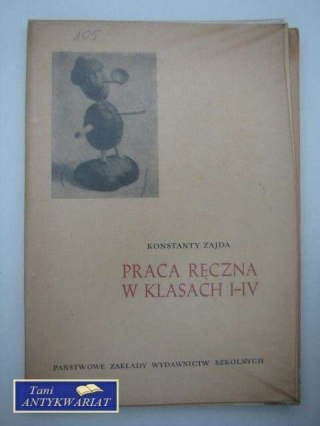 105
KONSTANTY ZAJDA
PRACA RĘCZNA
W KLASACH I–IV
PAŃSTWOWE ZAKŁADY WYDAWNICTW SZKOLNYCH
Tani
ANTYKWARIAT